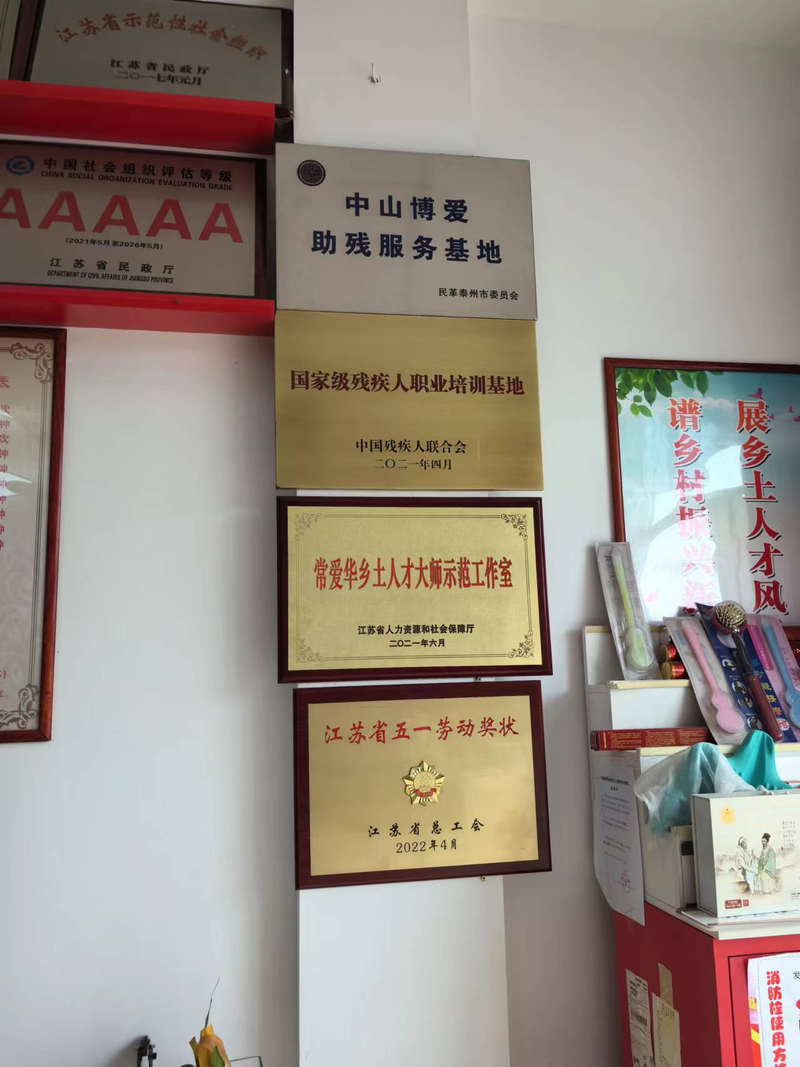 江苏省示范性社会组织
江苏省民政厅
二〇一七年元月
中国社会组织评估等级
CHINA SOCIAL ORGANIZATION EVALUATION GRADE
AAAAA
(2021年5月至2026年5月)
江苏省民政厅
DEPARTMENT OF CIVIL AFFAIRS OF JIANGSU PROVINCE
中山博爱
助残服务基地
民革泰州市委员会
国家级残疾人职业培训基地
中国残疾人联合会
二〇二一年四月
常爱华乡土人才大师示范工作室
江苏省人力资源和社会保障厅
二〇二一年六月
江苏省五一劳动奖状
江苏省总工会
2022年4月
展乡土人才风
谱乡村振兴新
消防栓使用方法